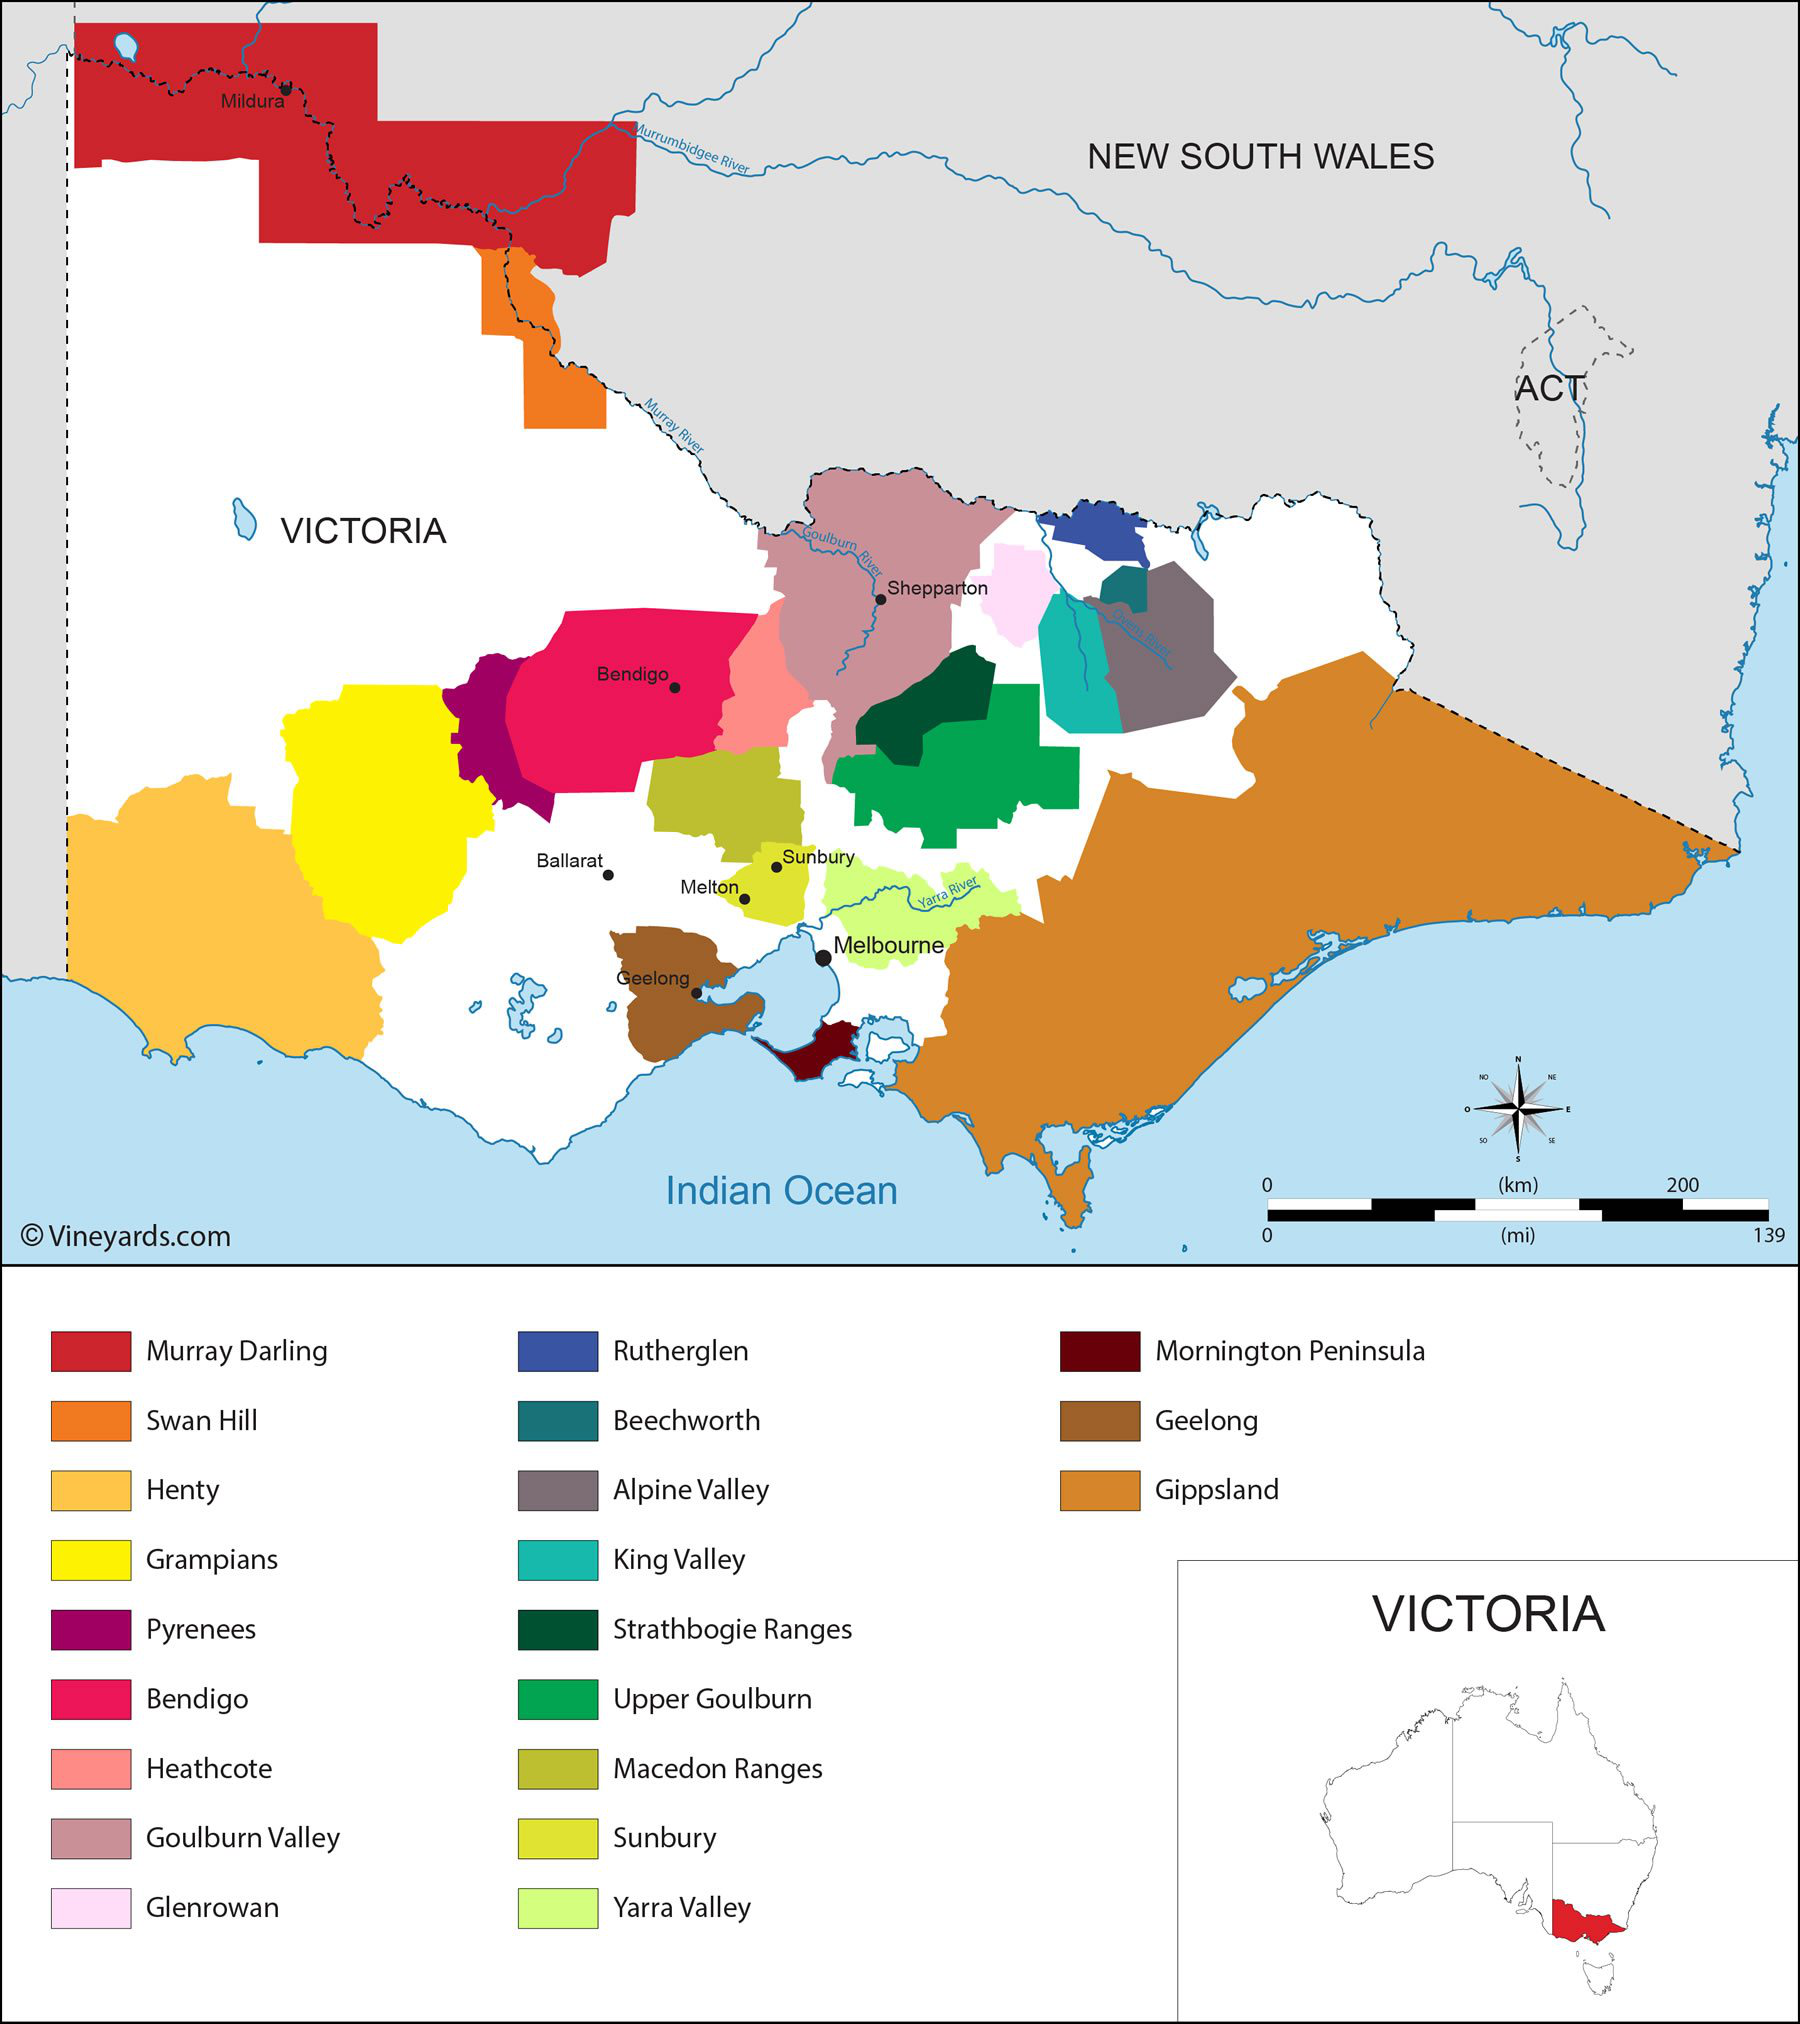 Mildura
Murrumbidgee River
NEW SOUTH WALES
ACT
Murray River
VICTORIA
Goulburn River
Shepparton
Ovens River
Bendigo
Ballarat
Sunbury
Melton
Yarra River
Melbourne
Geelong
N
NO
NE
O
E
SO
SE
S
Indian Ocean
0
(km)
200
0
(mi)
139
© Vineyards.com
Murray Darling
Swan Hill
Henty
Grampians
Pyrenees
Bendigo
Heathcote
Goulburn Valley
Glenrowan
Rutherglen
Beechworth
Alpine Valley
King Valley
Strathbogie Ranges
Upper Goulburn
Macedon Ranges
Sunbury
Yarra Valley
Mornington Peninsula
Geelong
Gippsland
VICTORIA